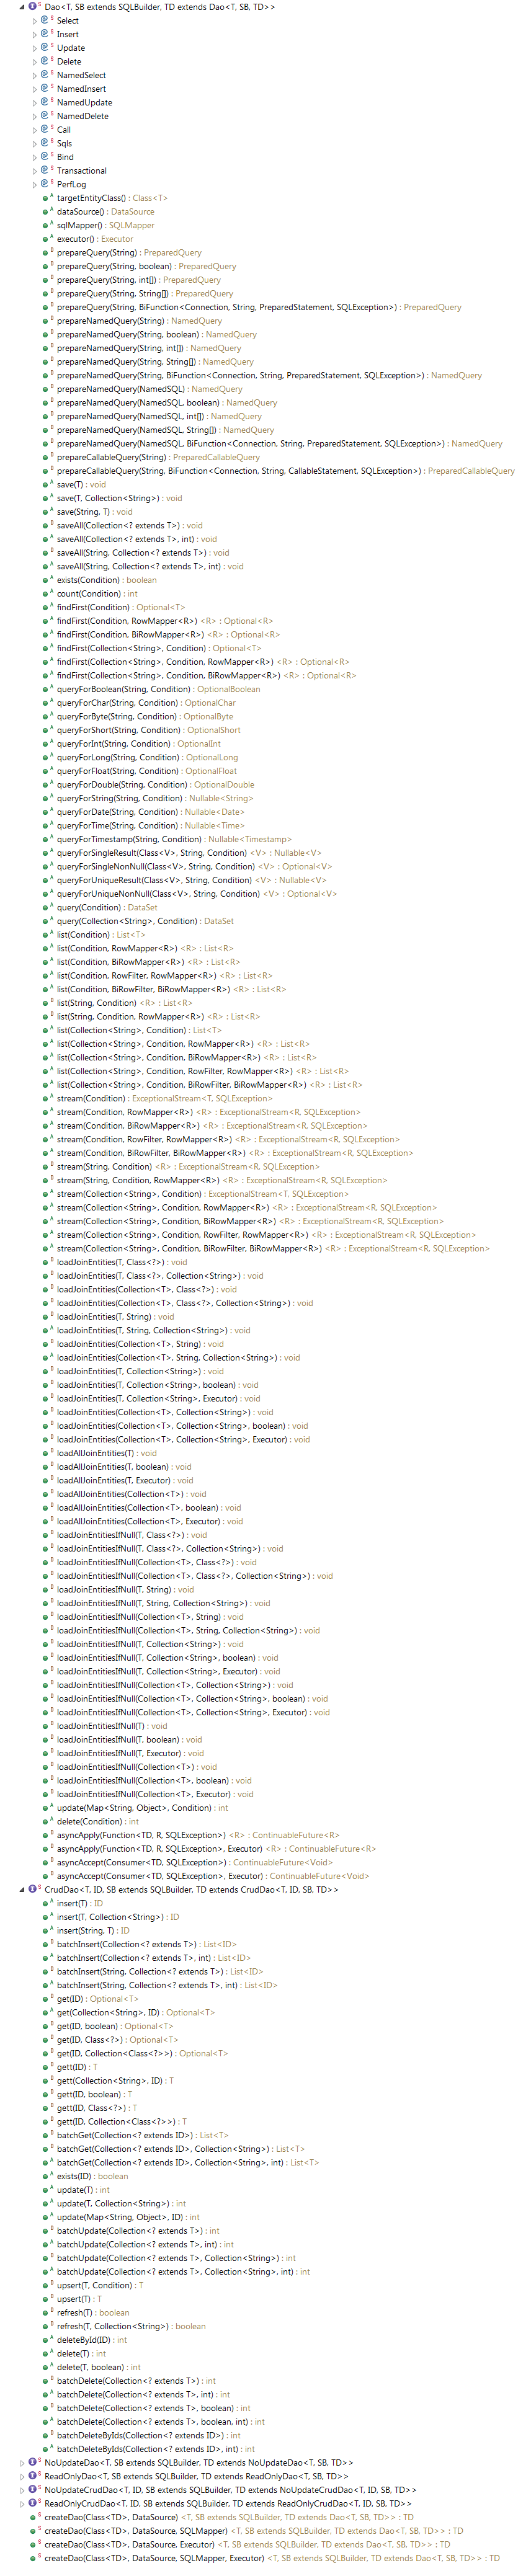 Dao<T, SB extends SQLBuilder, TD extends Dao<T, SB, TD>>
Select
Insert
Update
Delete
NamedSelect
NamedInsert
NamedUpdate
NamedDelete
Call
Sqls
Bind
Transactional
PerfLog
targetEntityClass() : Class<T>
dataSource() : DataSource
sqlMapper() : SQLMapper
executor() : Executor
prepareQuery(String) : PreparedQuery
prepareQuery(String, boolean) : PreparedQuery
prepareQuery(String, int[]) : PreparedQuery
prepareQuery(String, String[]) : PreparedQuery
prepareQuery(String, BiFunction<Connection, String, PreparedStatement, SQLException>) : PreparedQuery
prepareNamedQuery(String) : NamedQuery
prepareNamedQuery(String, boolean) : NamedQuery
prepareNamedQuery(String, int[]) : NamedQuery
prepareNamedQuery(String, String[]) : NamedQuery
prepareNamedQuery(String, BiFunction<Connection, String, PreparedStatement, SQLException>) : NamedQuery
prepareNamedQuery(NamedSQL) : NamedQuery
prepareNamedQuery(NamedSQL, boolean) : NamedQuery
prepareNamedQuery(NamedSQL, int[]) : NamedQuery
prepareNamedQuery(NamedSQL, String[]) : NamedQuery
prepareNamedQuery(NamedSQL, BiFunction<Connection, String, PreparedStatement, SQLException>) : NamedQuery
prepareCallableQuery(String) : PreparedCallableQuery
prepareCallableQuery(String, BiFunction<Connection, String, CallableStatement, SQLException>) : PreparedCallableQuery
save(T) : void
save(T, Collection<String>) : void
save(String, T) : void
saveAll(Collection<? extends T>) : void
saveAll(Collection<? extends T>, int) : void
saveAll(String, Collection<? extends T>) : void
saveAll(String, Collection<? extends T>, int) : void
exists(Condition) : boolean
count(Condition) : int
findFirst(Condition) : Optional<T>
findFirst(Condition, RowMapper<R>) <R> : Optional<R>
findFirst(Condition, BiRowMapper<R>) <R> : Optional<R>
findFirst(Collection<String>, Condition) : Optional<T>
findFirst(Collection<String>, Condition, RowMapper<R>) <R> : Optional<R>
findFirst(Collection<String>, Condition, BiRowMapper<R>) <R> : Optional<R>
queryForBoolean(String, Condition) : OptionalBoolean
queryForChar(String, Condition) : OptionalChar
queryForByte(String, Condition) : OptionalByte
queryForShort(String, Condition) : OptionalShort
queryForInt(String, Condition) : OptionalInt
queryForLong(String, Condition) : OptionalLong
queryForFloat(String, Condition) : OptionalFloat
queryForDouble(String, Condition) : OptionalDouble
queryForString(String, Condition) : Nullable<String>
queryForDate(String, Condition) : Nullable<Date>
queryForTime(String, Condition) : Nullable<Time>
queryForTimestamp(String, Condition) : Nullable<Timestamp>
queryForSingleResult(Class<V>, String, Condition) <V> : Nullable<V>
queryForSingleNonNull(Class<V>, String, Condition) <V> : Optional<V>
queryForUniqueResult(Class<V>, String, Condition) <V> : Nullable<V>
queryForUniqueNonNull(Class<V>, String, Condition) <V> : Optional<V>
query(Condition) : DataSet
query(Collection<String>, Condition) : DataSet
list(Condition) : List<T>
list(Condition, RowMapper<R>) <R> : List<R>
list(Condition, BiRowMapper<R>) <R> : List<R>
list(Condition, RowFilter, RowMapper<R>) <R> : List<R>
list(Condition, BiRowFilter, BiRowMapper<R>) <R> : List<R>
list(String, Condition) <R> : List<R>
list(String, Condition, RowMapper<R>) <R> : List<R>
list(Collection<String>, Condition) : List<T>
list(Collection<String>, Condition, RowMapper<R>) <R> : List<R>
list(Collection<String>, Condition, BiRowMapper<R>) <R> : List<R>
list(Collection<String>, Condition, RowFilter, RowMapper<R>) <R> : List<R>
list(Collection<String>, Condition, BiRowFilter, BiRowMapper<R>) <R> : List<R>
stream(Condition) : ExceptionalStream<T, SQLException>
stream(Condition, RowMapper<R>) <R> : ExceptionalStream<R, SQLException>
stream(Condition, BiRowMapper<R>) <R> : ExceptionalStream<R, SQLException>
stream(Condition, RowFilter, RowMapper<R>) <R> : ExceptionalStream<R, SQLException>
stream(Condition, BiRowFilter, BiRowMapper<R>) <R> : ExceptionalStream<R, SQLException>
stream(String, Condition) <R> : ExceptionalStream<R, SQLException>
stream(String, Condition, RowMapper<R>) <R> : ExceptionalStream<R, SQLException>
stream(Collection<String>, Condition) : ExceptionalStream<T, SQLException>
stream(Collection<String>, Condition, RowMapper<R>) <R> : ExceptionalStream<R, SQLException>
stream(Collection<String>, Condition, BiRowMapper<R>) <R> : ExceptionalStream<R, SQLException>
stream(Collection<String>, Condition, RowFilter, RowMapper<R>) <R> : ExceptionalStream<R, SQLException>
stream(Collection<String>, Condition, BiRowFilter, BiRowMapper<R>) <R> : ExceptionalStream<R, SQLException>
loadJoinEntities(T, Class<?>) : void
loadJoinEntities(T, Class<?>, Collection<String>) : void
loadJoinEntities(Collection<T>, Class<?>) : void
loadJoinEntities(Collection<T>, Class<?>, Collection<String>) : void
loadJoinEntities(T, String) : void
loadJoinEntities(T, String, Collection<String>) : void
loadJoinEntities(Collection<T>, String) : void
loadJoinEntities(Collection<T>, String, Collection<String>) : void
loadJoinEntities(T, Collection<String>) : void
loadJoinEntities(T, Collection<String>, boolean) : void
loadJoinEntities(T, Collection<String>, Executor) : void
loadJoinEntities(Collection<T>, Collection<String>) : void
loadJoinEntities(Collection<T>, Collection<String>, boolean) : void
loadJoinEntities(Collection<T>, Collection<String>, Executor) : void
loadAllJoinEntities(T) : void
loadAllJoinEntities(T, boolean) : void
loadAllJoinEntities(T, Executor) : void
loadAllJoinEntities(Collection<T>) : void
loadAllJoinEntities(Collection<T>, boolean) : void
loadAllJoinEntities(Collection<T>, Executor) : void
loadJoinEntitiesIfNull(T, Class<?>) : void
loadJoinEntitiesIfNull(T, Class<?>, Collection<String>) : void
loadJoinEntitiesIfNull(Collection<T>, Class<?>) : void
loadJoinEntitiesIfNull(Collection<T>, Class<?>, Collection<String>) : void
loadJoinEntitiesIfNull(T, String) : void
loadJoinEntitiesIfNull(T, String, Collection<String>) : void
loadJoinEntitiesIfNull(Collection<T>, String) : void
loadJoinEntitiesIfNull(Collection<T>, String, Collection<String>) : void
loadJoinEntitiesIfNull(T, Collection<String>) : void
loadJoinEntitiesIfNull(T, Collection<String>, boolean) : void
loadJoinEntitiesIfNull(T, Collection<String>, Executor) : void
loadJoinEntitiesIfNull(Collection<T>, Collection<String>) : void
loadJoinEntitiesIfNull(Collection<T>, Collection<String>, boolean) : void
loadJoinEntitiesIfNull(Collection<T>, Collection<String>, Executor) : void
loadJoinEntitiesIfNull(T) : void
loadJoinEntitiesIfNull(T, boolean) : void
loadJoinEntitiesIfNull(T, Executor) : void
loadJoinEntitiesIfNull(Collection<T>) : void
loadJoinEntitiesIfNull(Collection<T>, boolean) : void
loadJoinEntitiesIfNull(Collection<T>, Executor) : void
update(Map<String, Object>, Condition) : int
delete(Condition) : int
asyncApply(Function<TD, R, SQLException>) <R> : ContinuableFuture<R>
asyncApply(Function<TD, R, SQLException>, Executor) <R> : ContinuableFuture<R>
asyncAccept(Consumer<TD, SQLException>) : ContinuableFuture<Void>
asyncAccept(Consumer<TD, SQLException>, Executor) : ContinuableFuture<Void>
CrudDao<T, ID, SB extends SQLBuilder, TD extends CrudDao<T, ID, SB, TD>>
insert(T) : ID
insert(T, Collection<String>) : ID
insert(String, T) : ID
batchInsert(Collection<? extends T>) : List<ID>
batchInsert(Collection<? extends T>, int) : List<ID>
batchInsert(String, Collection<? extends T>) : List<ID>
batchInsert(String, Collection<? extends T>, int) : List<ID>
get(ID) : Optional<T>
get(Collection<String>, ID) : Optional<T>
get(ID, boolean) : Optional<T>
get(ID, Class<?>) : Optional<T>
get(ID, Collection<Class<?>>) : Optional<T>
gett(ID) : T
gett(Collection<String>, ID) : T
gett(ID, boolean) : T
gett(ID, Class<?>) : T
gett(ID, Collection<Class<?>>) : T
batchGet(Collection<? extends ID>) : List<T>
batchGet(Collection<? extends ID>, Collection<String>) : List<T>
batchGet(Collection<? extends ID>, Collection<String>, int) : List<T>
exists(ID) : boolean
update(T) : int
update(T, Collection<String>) : int
update(Map<String, Object>, ID) : int
batchUpdate(Collection<? extends T>) : int
batchUpdate(Collection<? extends T>, int) : int
batchUpdate(Collection<? extends T>, Collection<String>) : int
batchUpdate(Collection<? extends T>, Collection<String>, int) : int
upsert(T, Condition) : T
upsert(T) : T
refresh(T) : boolean
refresh(T, Collection<String>) : boolean
deleteById(ID) : int
delete(T) : int
delete(T, boolean) : int
batchDelete(Collection<? extends T>) : int
batchDelete(Collection<? extends T>, int) : int
batchDelete(Collection<? extends T>, boolean) : int
batchDelete(Collection<? extends T>, boolean, int) : int
batchDeleteByIds(Collection<? extends ID>) : int
batchDeleteByIds(Collection<? extends ID>, int) : int
NoUpdateDao<T, SB extends SQLBuilder, TD extends NoUpdateDao<T, SB, TD>>
ReadOnlyDao<T, SB extends SQLBuilder, TD extends ReadOnlyDao<T, SB, TD>>
NoUpdateCrudDao<T, ID, SB extends SQLBuilder, TD extends NoUpdateCrudDao<T, ID, SB, TD>>
ReadOnlyCrudDao<T, ID, SB extends SQLBuilder, TD extends ReadOnlyCrudDao<T, ID, SB, TD>>
createDao(Class<TD>, DataSource) <T, SB extends SQLBuilder, TD extends Dao<T, SB, TD>> : TD
createDao(Class<TD>, DataSource, SQLMapper) <T, SB extends SQLBuilder, TD extends Dao<T, SB, TD>> : TD
createDao(Class<TD>, DataSource, Executor) <T, SB extends SQLBuilder, TD extends Dao<T, SB, TD>> : TD
createDao(Class<TD>, DataSource, SQLMapper, Executor) <T, SB extends SQLBuilder, TD extends Dao<T, SB, TD>> : TD